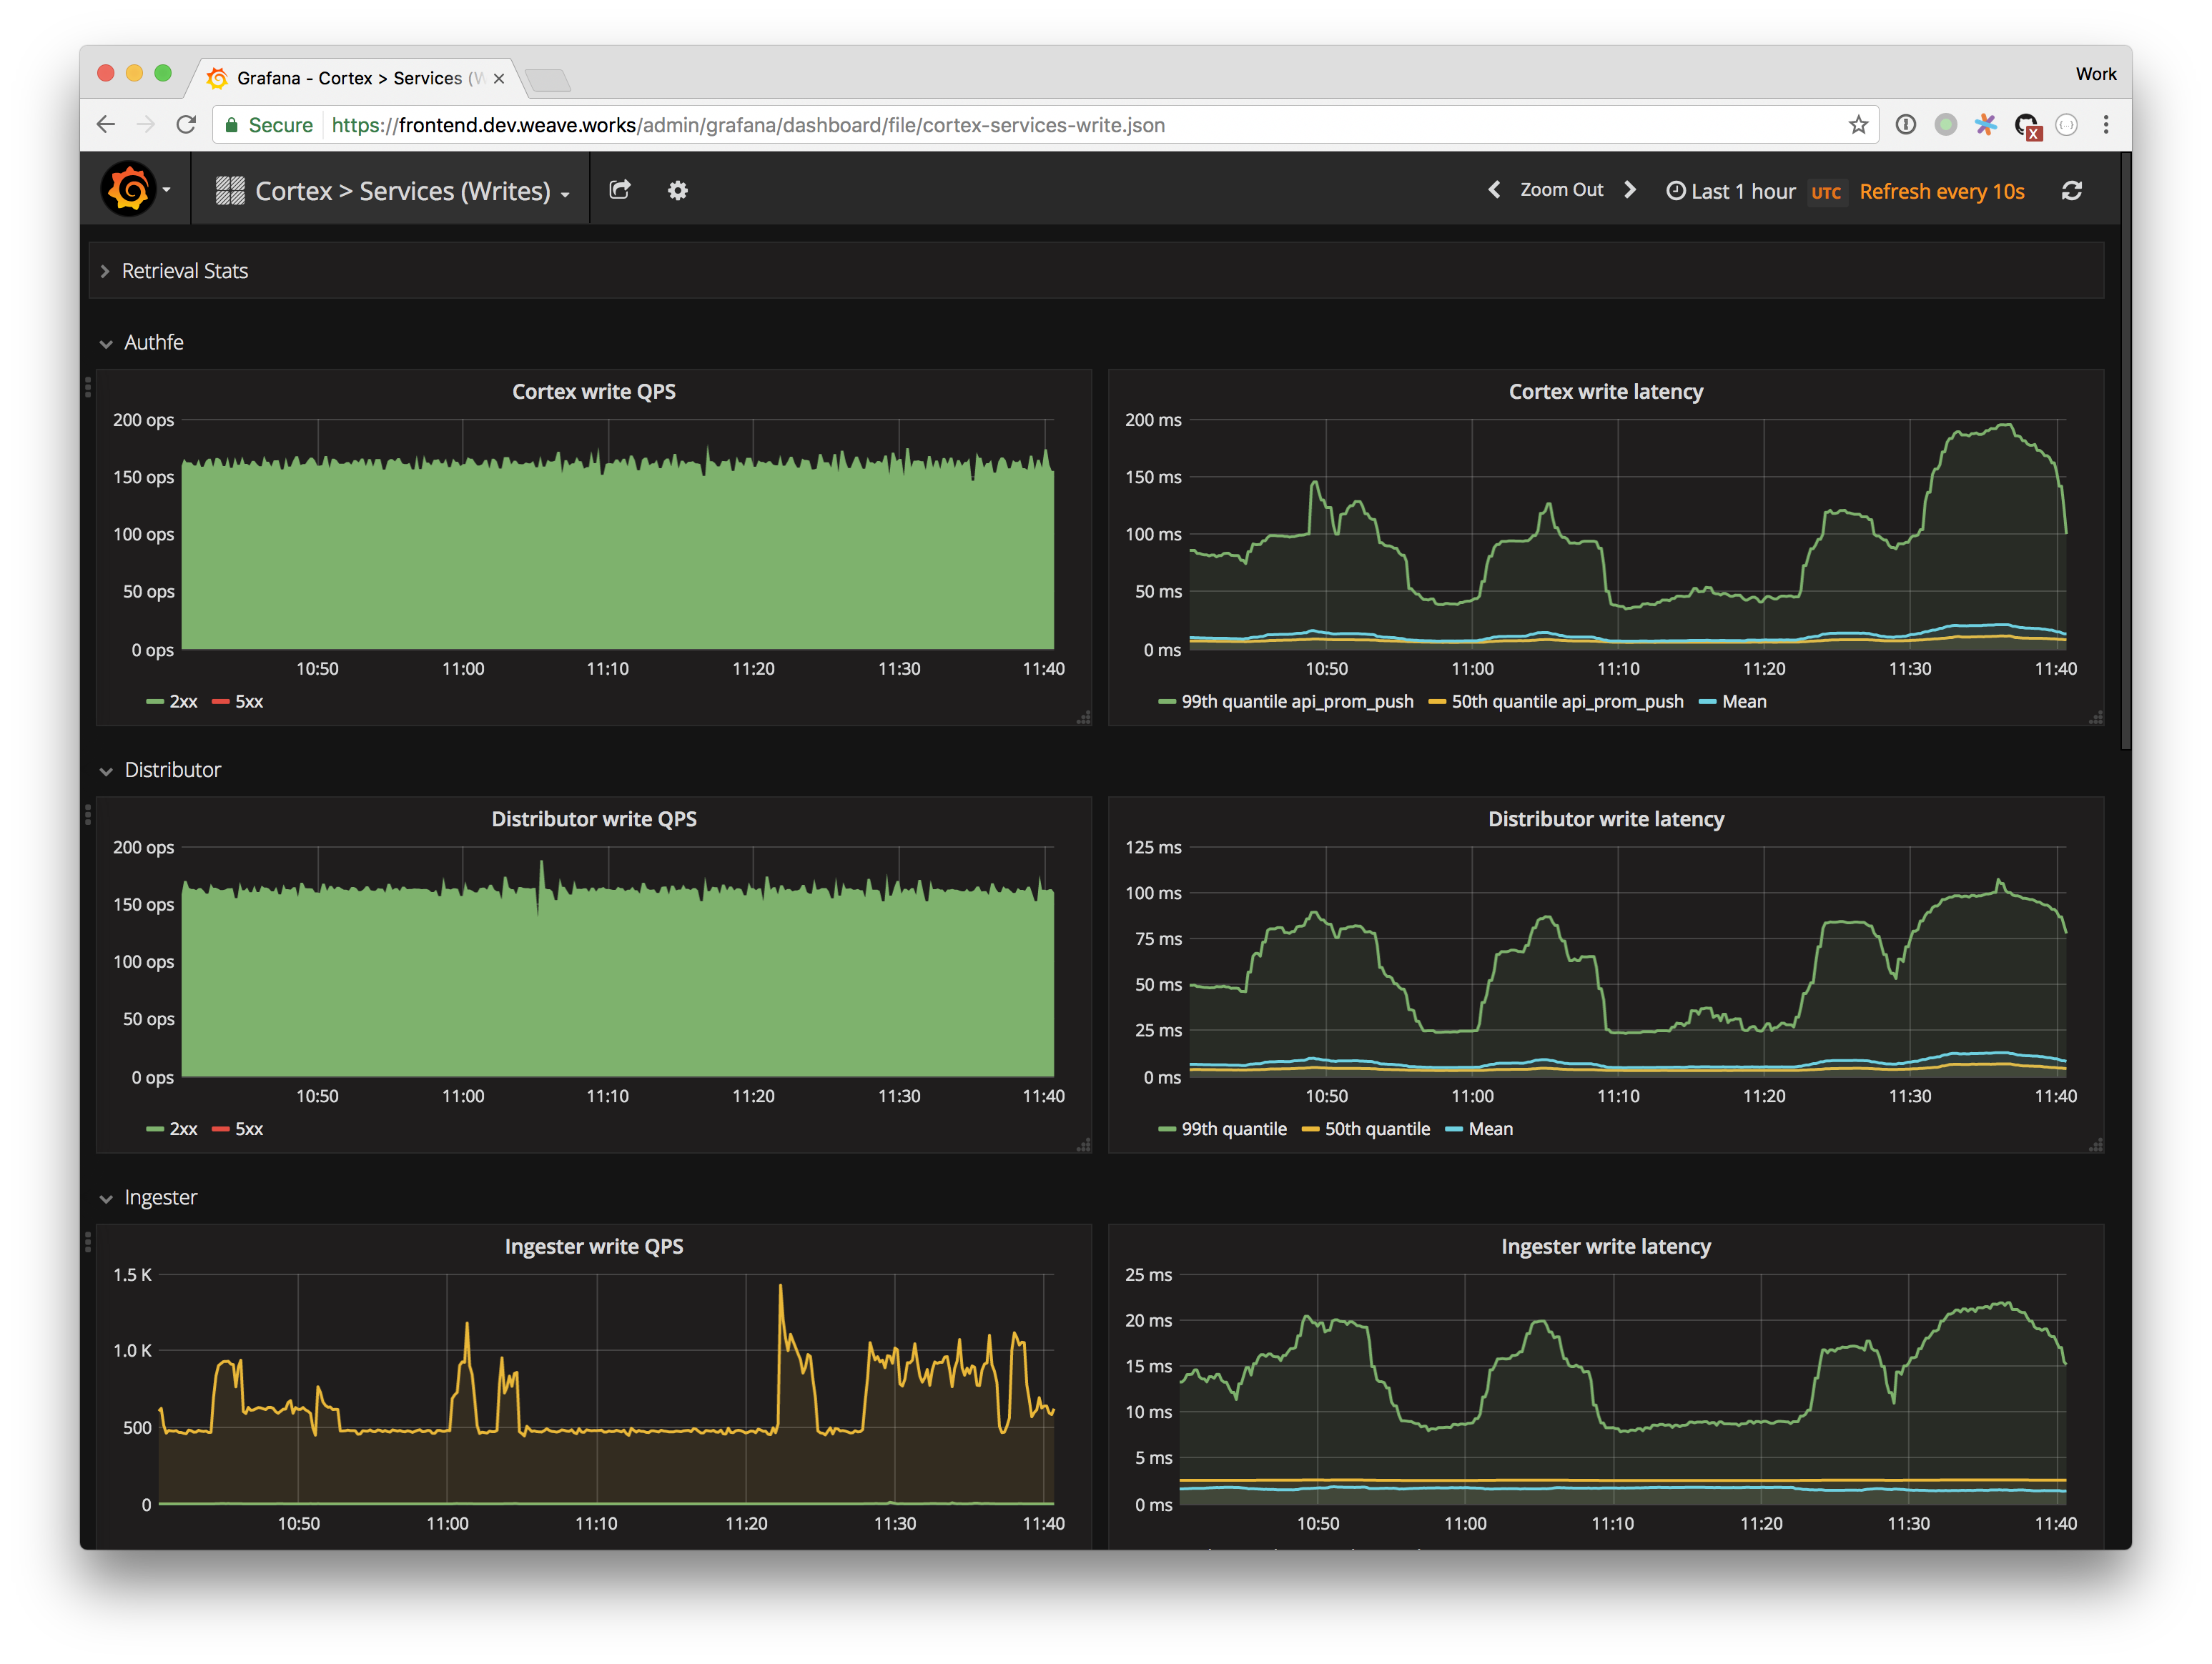 Grafana - Cortex > Services (W
Work
Secure https://frontend.dev.weave.works/admin/grafana/dashboard/file/cortex-services-write.json
Cortex > Services (Writes)
Zoom Out
Last 1 hour UTC Refresh every 10s
Retrieval Stats
Authfe
Cortex write QPS
200 ops
150 ops
100 ops
50 ops
0 ops
10:50 11:00 11:10 11:20 11:30 11:40
2xx 5xx
Cortex write latency
200 ms
150 ms
100 ms
50 ms
0 ms
10:50 11:00 11:10 11:20 11:30 11:40
99th quantile api_prom_push 50th quantile api_prom_push Mean
Distributor
Distributor write QPS
200 ops
150 ops
100 ops
50 ops
0 ops
10:50 11:00 11:10 11:20 11:30 11:40
2xx 5xx
Distributor write latency
125 ms
100 ms
75 ms
50 ms
25 ms
0 ms
10:50 11:00 11:10 11:20 11:30 11:40
99th quantile 50th quantile Mean
Ingester
Ingester write QPS
1.5 K
1.0 K
500
0
10:50 11:00 11:10 11:20 11:30 11:40
Ingester write latency
25 ms
20 ms
15 ms
10 ms
5 ms
0 ms
10:50 11:00 11:10 11:20 11:30 11:40